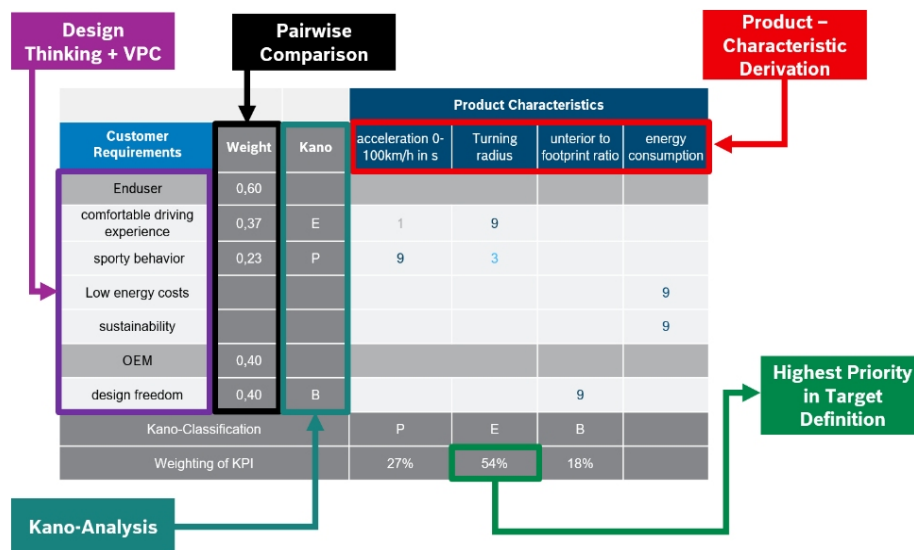 Design
Thinking + VPC
Pairwise
Comparison
Product –
Characteristic
Derivation
Product Characteristics
Customer
Requirements
Weight
Kano
acceleration 0-
100km/h in s
Turning
radius
unterior to
footprint ratio
energy
consumption
Enduser 0,60
comfortable driving
experience
0,37 E 1 9
sporty behavior 0,23 P 9 3
Low energy costs 9
sustainability 9
OEM 0,40
design freedom 0,40 B 9
Kano-Classification P E B
Weighting of KPI 27% 54% 18%
Highest Priority
in Target
Definition
Kano-Analysis